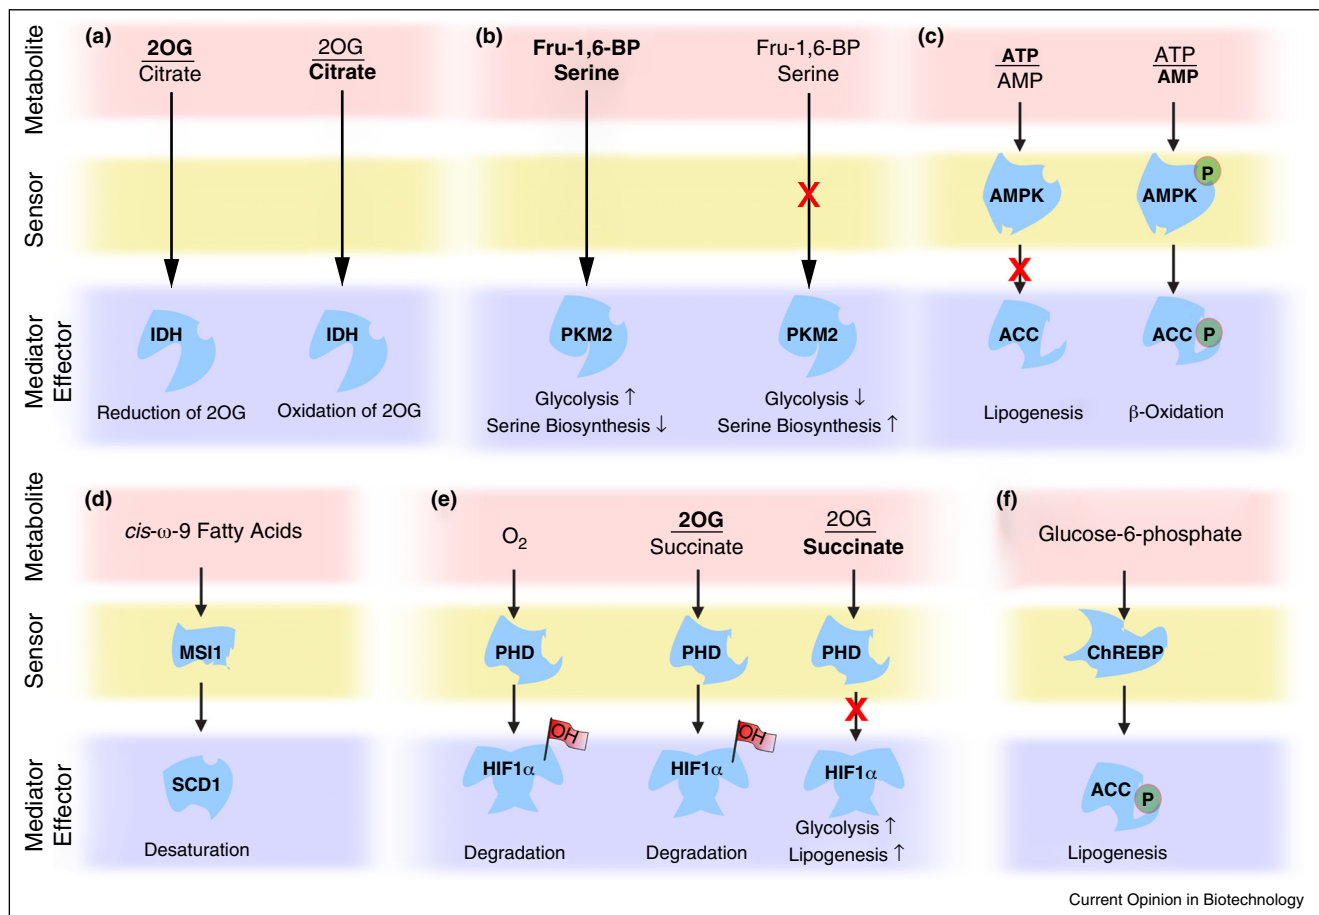 Metabolite
Sensor
Mediator
Effector
(a)
2OG
Citrate
2OG
Citrate
IDH
IDH
Reduction of 2OG
Oxidation of 2OG
(b)
Fru-1,6-BP
Serine
Fru-1,6-BP
Serine
X
PKM2
PKM2
Glycolysis ↑
Serine Biosynthesis ↓
Glycolysis ↓
Serine Biosynthesis ↑
(c)
ATP
AMP
ATP
AMP
AMPK
AMPK
P
X
ACC
ACC
P
Lipogenesis
β-Oxidation
Metabolite
Sensor
Mediator
Effector
(d)
cis-ω-9 Fatty Acids
MSI1
SCD1
Desaturation
(e)
O2
2OG
Succinate
2OG
Succinate
PHD
PHD
PHD
X
OH
OH
HIF1α
HIF1α
HIF1α
Degradation
Degradation
Glycolysis ↑
Lipogenesis ↑
(f)
Glucose-6-phosphate
ChREBP
ACC
P
Lipogenesis
Current Opinion in Biotechnology